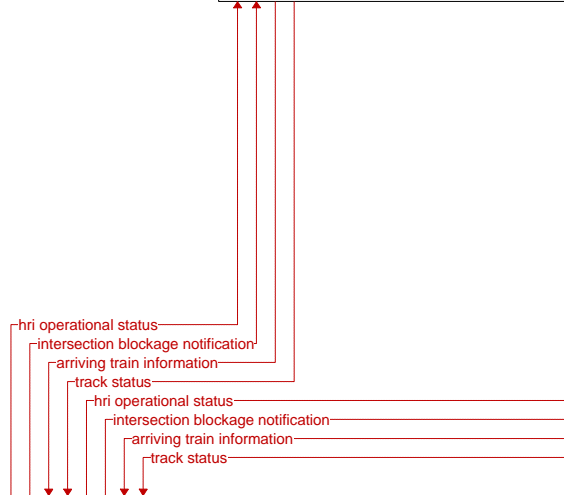 hri operational status
intersection blockage notification
arriving train information
track status
hri operational status
intersection blockage notification
arriving train information
track status